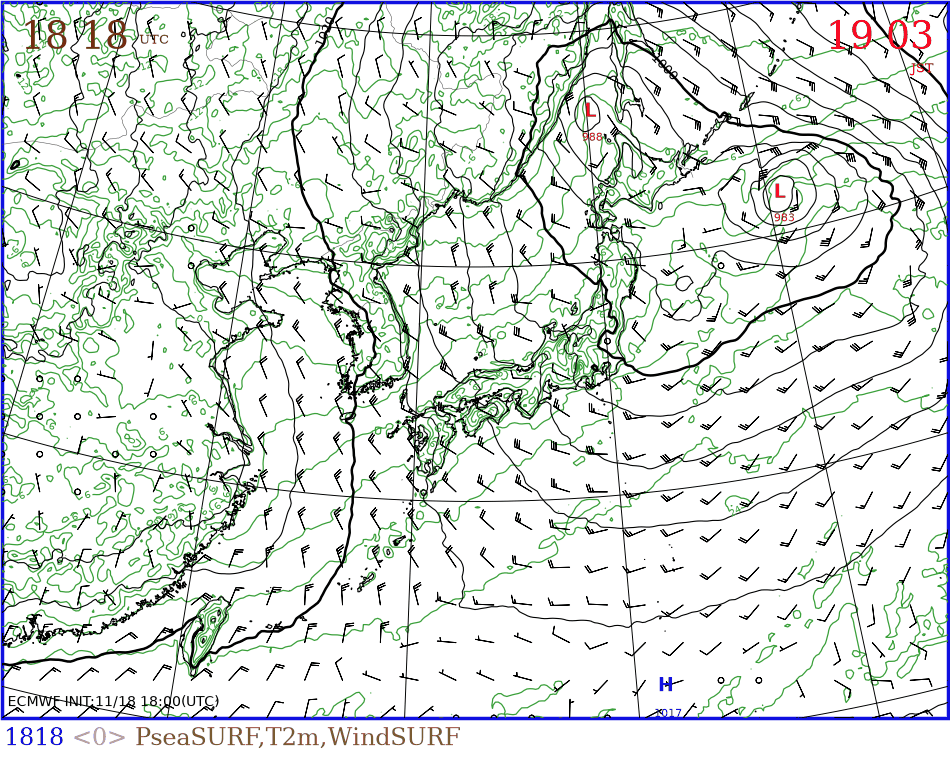 18 18 UTC
19 03
JST
1000
L
988
L
983
H
1017
ECMWF INIT:11/18 18:00(UTC)
1818 <0> PseaSURF,T2m,WindSURF